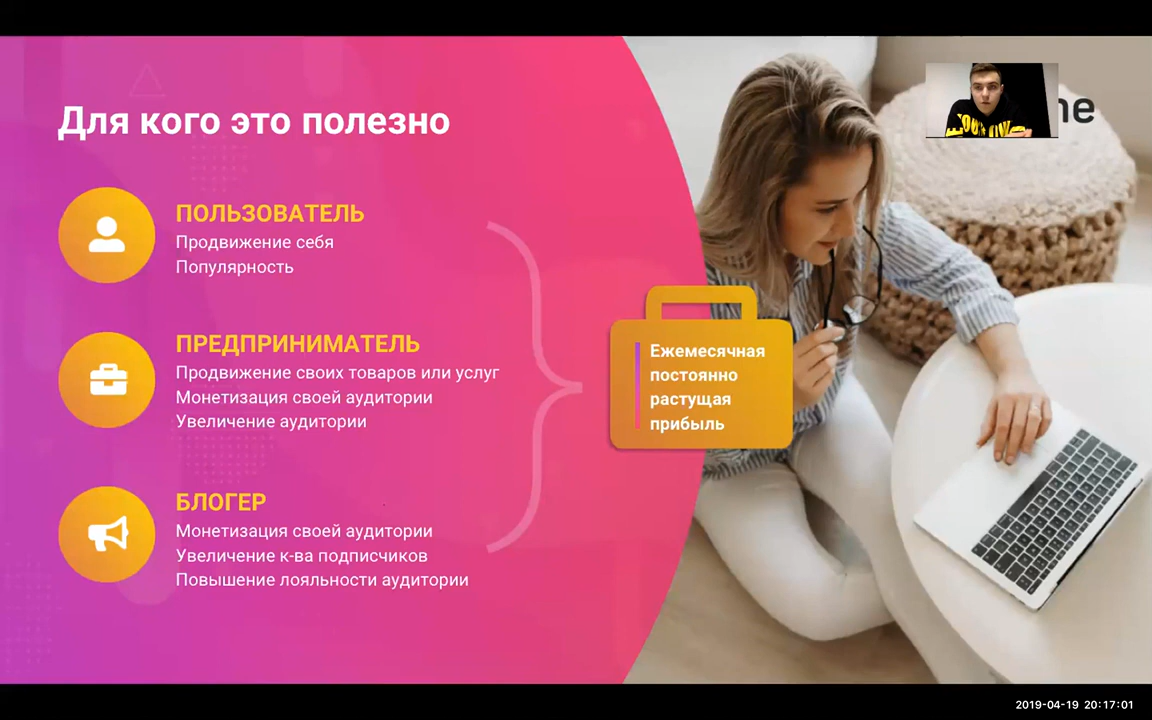 Для кого это полезно
ПОЛЬЗОВАТЕЛЬ
Продвижение себя
Популярность
ПРЕДПРИНИМАТЕЛЬ
Продвижение своих товаров или услуг
Монетизация своей аудитории
Увеличение аудитории
БЛОГЕР
Монетизация своей аудитории
Увеличение к-ва подписчиков
Повышение лояльности аудитории
Ежемесячная
постоянно
растущая
прибыль
2019-04-19 20:17:01